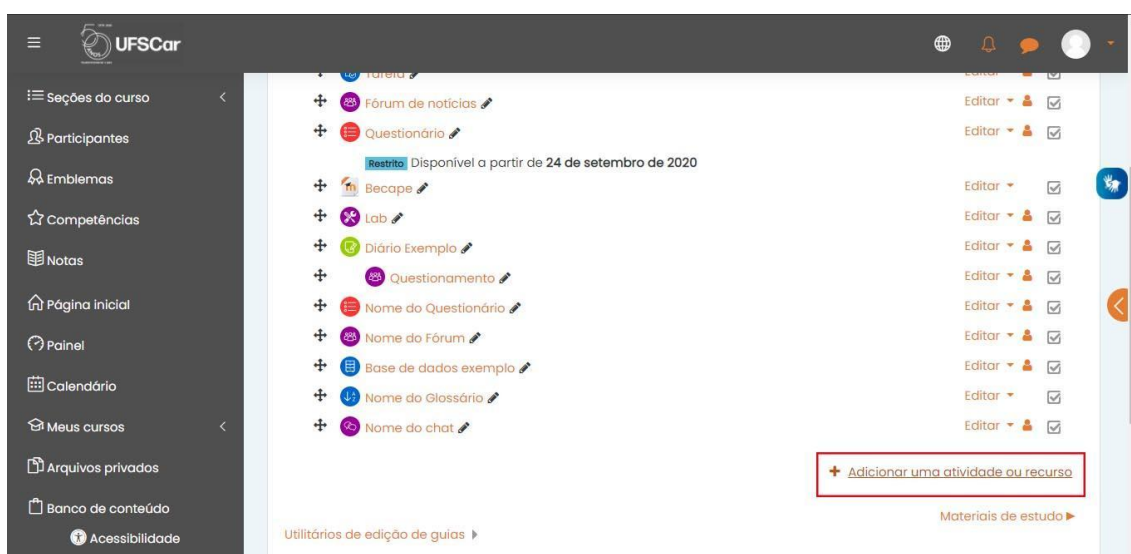 UFSCar
Seções do curso
Participantes
Emblemas
Competências
Notas
Página inicial
Painel
Calendário
Meus cursos
Arquivos privados
Banco de conteúdo
Acessibilidade
Tarefa
Fórum de notícias Editar
Questionário Editar
Restrito Disponível a partir de 24 de setembro de 2020
Becape Editar
Lab Editar
Diário Exemplo Editar
Questionamento Editar
Nome do Questionário Editar
Nome do Fórum Editar
Base de dados exemplo Editar
Nome do Glossário Editar
Nome do chat Editar
+ Adicionar uma atividade ou recurso
Materiais de estudo
Utilitários de edição de guias